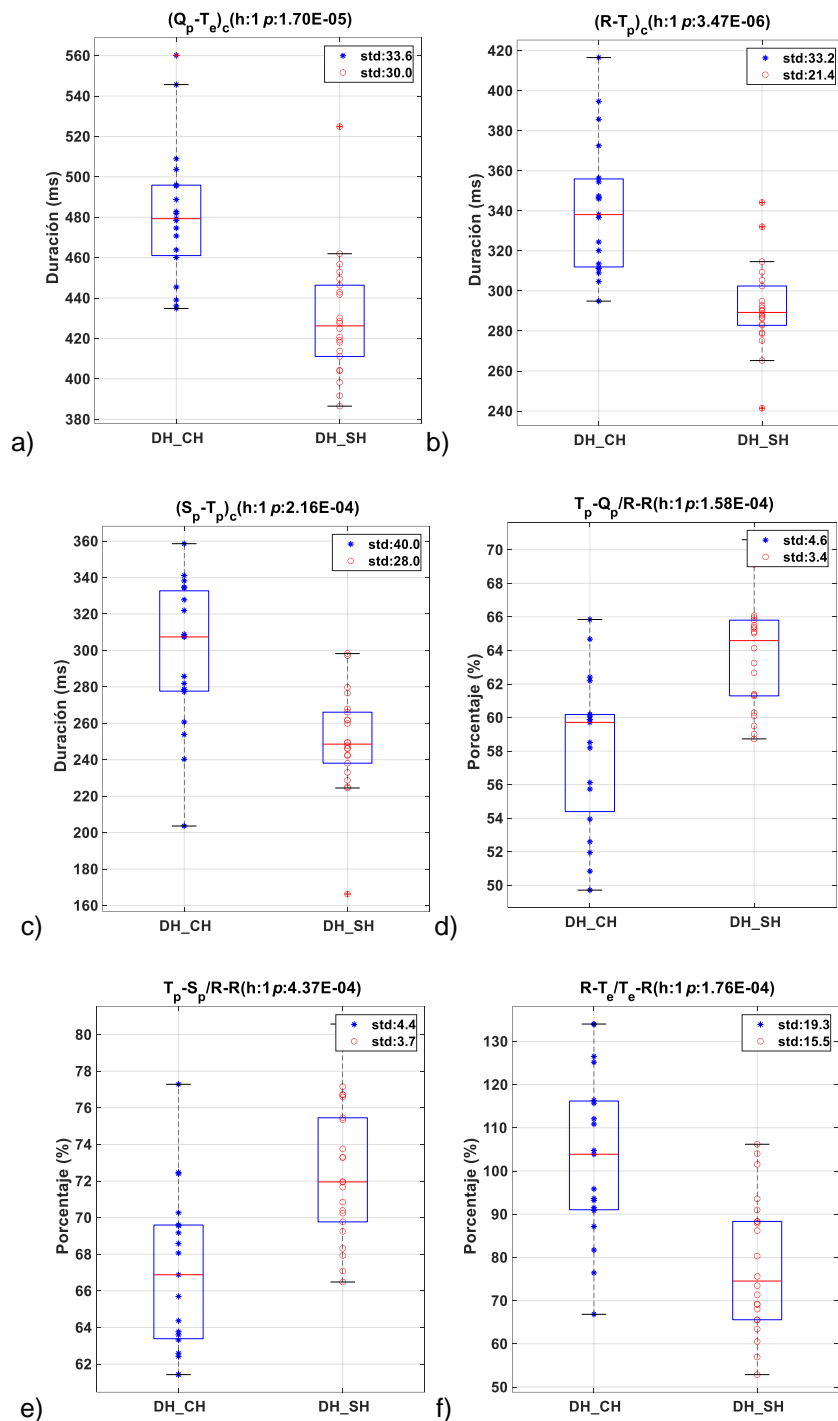 (Qp-Te)c(h:1 p:1.70E-05)
560
540
520
500
480
460
440
420
400
380
Duración (ms)
std:33.6
std:30.0
DH_CH DH_SH
a)
(R-Tp)c(h:1 p:3.47E-06)
420
400
380
360
340
320
300
280
260
240
Duración (ms)
std:33.2
std:21.4
DH_CH DH_SH
b)
(Sp-Tp)c(h:1 p:2.16E-04)
360
340
320
300
280
260
240
220
200
180
160
Duración (ms)
std:40.0
std:28.0
DH_CH DH_SH
c)
Tp-Qp/R-R(h:1 p:1.58E-04)
70
68
66
64
62
60
58
56
54
52
50
Porcentaje (%)
std:4.6
std:3.4
DH_CH DH_SH
d)
Tp-Sp/R-R(h:1 p:4.37E-04)
80
78
76
74
72
70
68
66
64
62
Porcentaje (%)
std:4.4
std:3.7
DH_CH DH_SH
e)
R-Te/Te-R(h:1 p:1.76E-04)
130
120
110
100
90
80
70
60
50
Porcentaje (%)
std:19.3
std:15.5
DH_CH DH_SH
f)